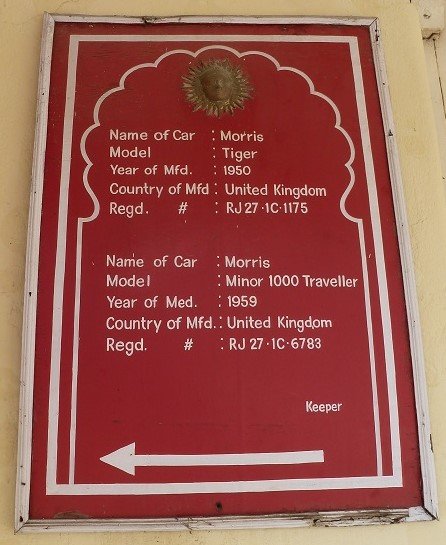 Name of Car : Morris
Model : Tiger
Year of Mfd. : 1950
Country of Mfd : United Kingdom
Regd. # : RJ 27·1C·1175
Name of Car : Morris
Model : Minor 1000 Traveller
Year of Med. : 1959
Country of Mfd. : United Kingdom
Regd. # : RJ 27·1C·6783
Keeper